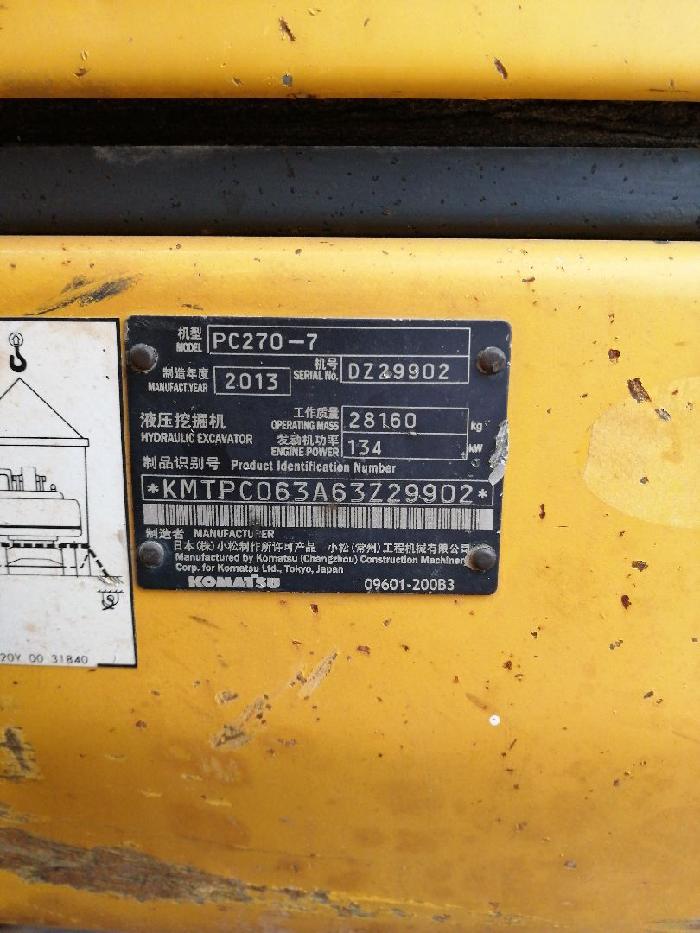 机型 MODEL PC270-7
制造年度 MANUFACT.YEAR 2013 机号 SERIAL No. DZ29902
液压挖掘机 HYDRAULIC EXCAVATOR
工作质量 OPERATING MASS 28160 kg
发动机功率 ENGINE POWER 134 kW
制品识别号 Product Identification Number
*KMTPC063A63Z29902*
制造者 MANUFACTURER
日本(株)小松制作所许可产品 小松(常州)工程机械有限公司
Manufactured by Komatsu (Changzhou) Construction Machinery
Corp. for Komatsu Ltd., Tokyo, Japan
KOMATSU 09601-200B3
20Y 00 31840